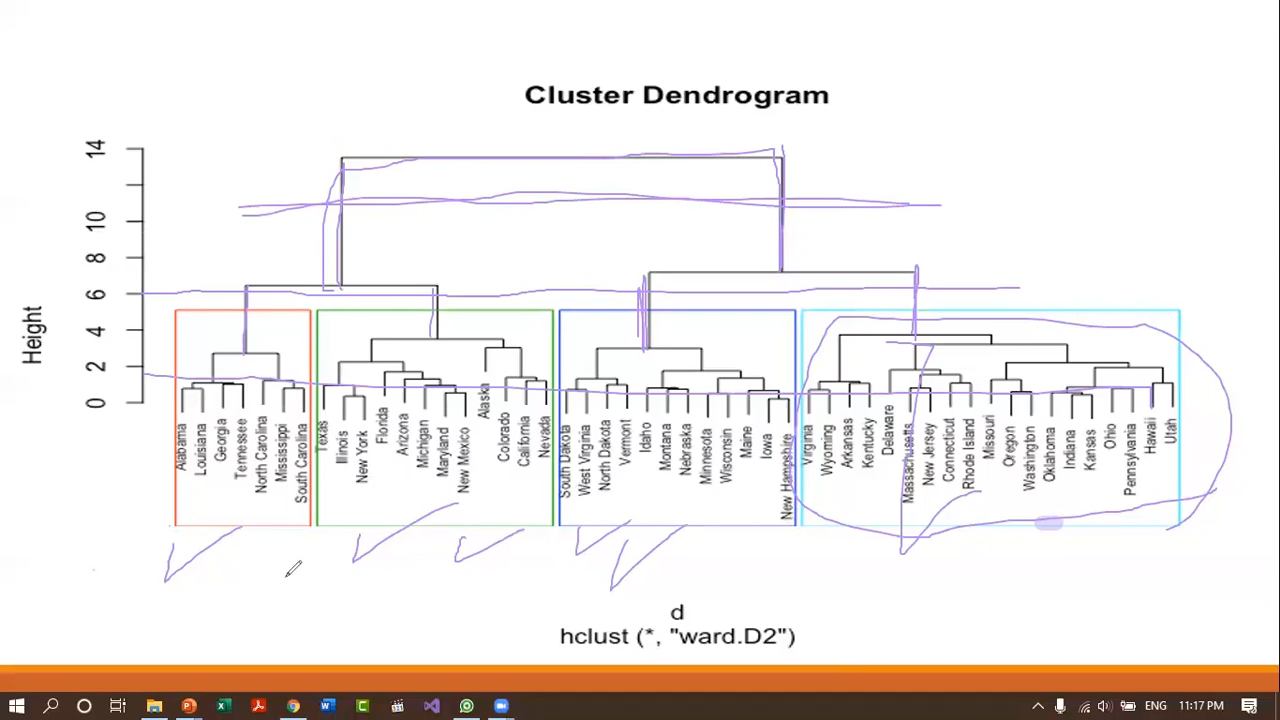 Cluster Dendrogram
Height
14
10
8
6
4
2
0
Alabama
Louisiana
Georgia
Tennessee
North Carolina
Mississippi
South Carolina
Texas
Illinois
New York
Florida
Arizona
Michigan
Maryland
New Mexico
Alaska
Colorado
California
Nevada
South Dakota
West Virginia
North Dakota
Vermont
Idaho
Montana
Nebraska
Minnesota
Wisconsin
Maine
Iowa
New Hampshire
Virginia
Wyoming
Arkansas
Kentucky
Delaware
Massachusetts
New Jersey
Connecticut
Rhode Island
Missouri
Oregon
Washington
Oklahoma
Indiana
Kansas
Ohio
Pennsylvania
Hawaii
Utah
d
hclust (*, "ward.D2")
ENG 11:17 PM